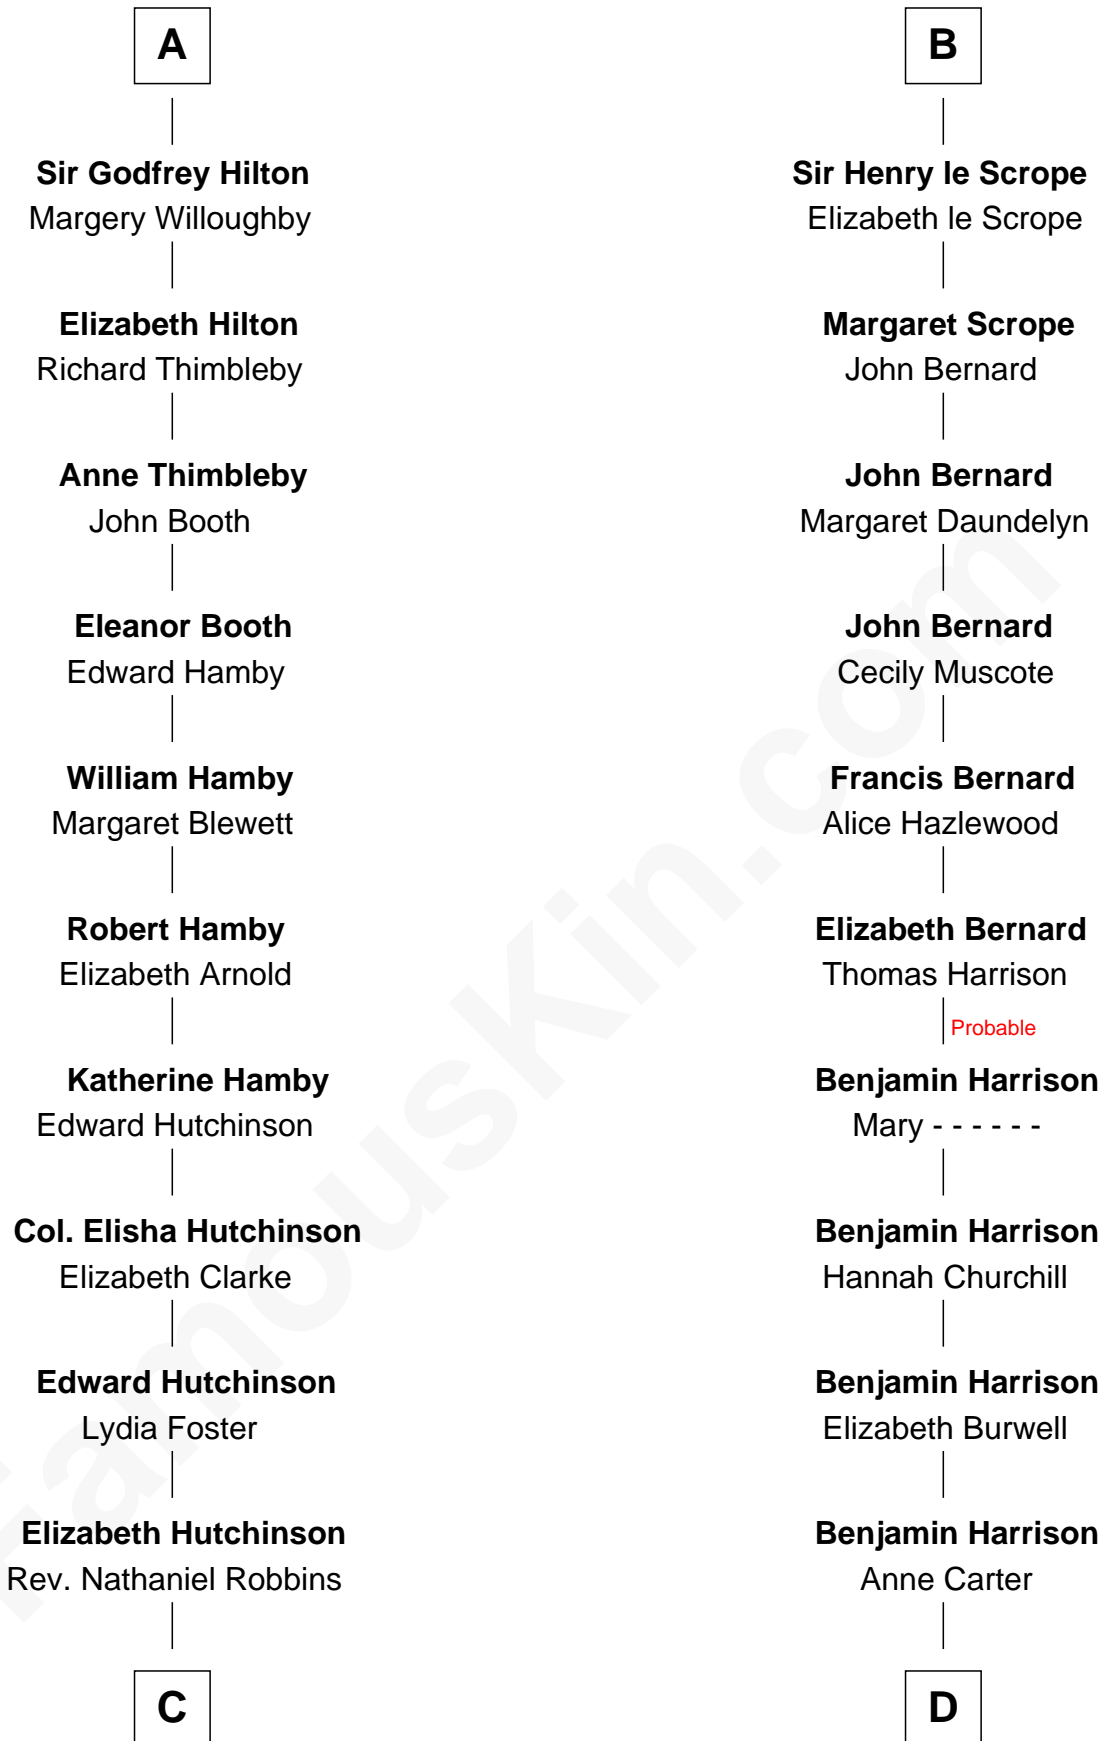 A
Sir Godfrey Hilton
Margery Willoughby
Elizabeth Hilton
Richard Thimbleby
Anne Thimbleby
John Booth
Eleanor Booth
Edward Hamby
William Hamby
Margaret Blewett
Robert Hamby
Elizabeth Arnold
Katherine Hamby
Edward Hutchinson
Col. Elisha Hutchinson
Elizabeth Clarke
Edward Hutchinson
Lydia Foster
Elizabeth Hutchinson
Rev. Nathaniel Robbins
C
B
Sir Henry le Scrope
Elizabeth le Scrope
Margaret Scrope
John Bernard
John Bernard
Margaret Daundelyn
John Bernard
Cecily Muscote
Francis Bernard
Alice Hazlewood
Elizabeth Bernard
Thomas Harrison
Probable
Benjamin Harrison
Mary - - - - - -
Benjamin Harrison
Hannah Churchill
Benjamin Harrison
Elizabeth Burwell
Benjamin Harrison
Anne Carter
D
FamousKin.com